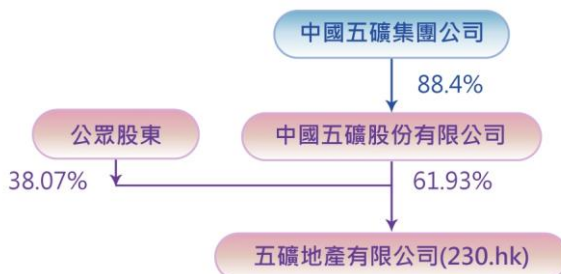 中國五礦集團公司
88.4%
公眾股東
中國五礦股份有限公司
38.07%
61.93%
五礦地產有限公司(230.hk)